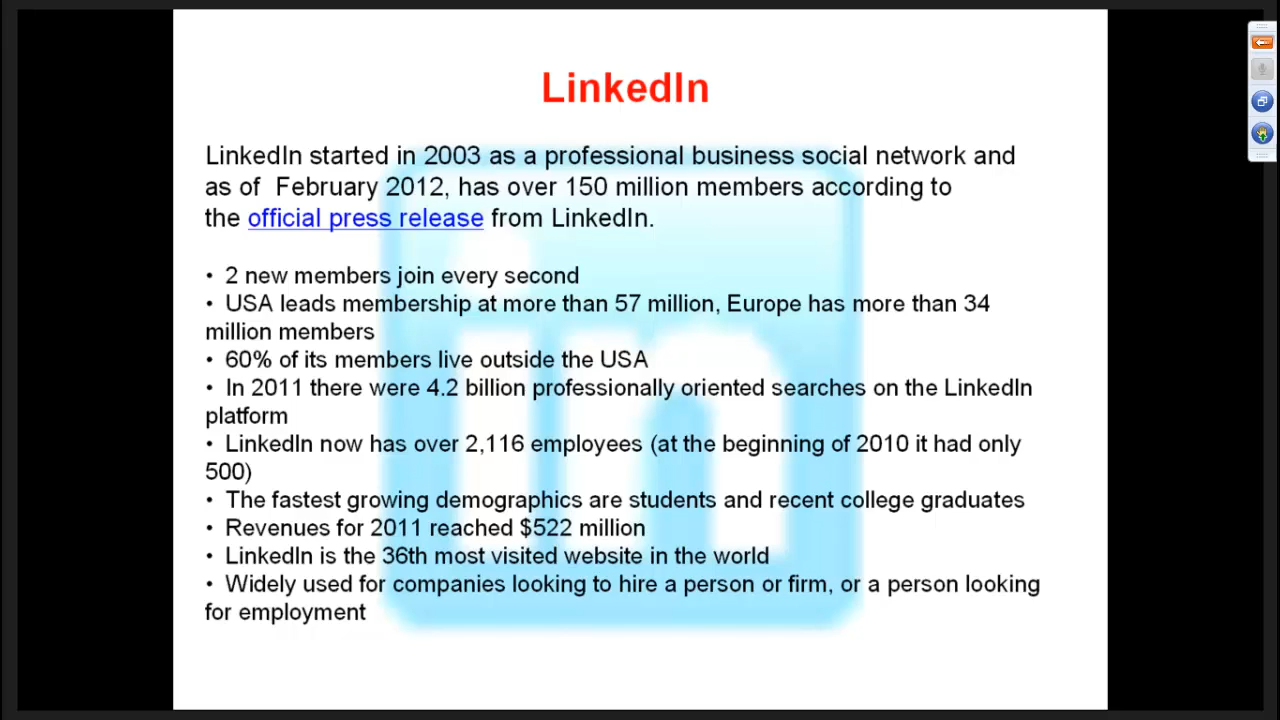 LinkedIn
LinkedIn started in 2003 as a professional business social network and
as of  February 2012, has over 150 million members according to
the official press release from LinkedIn.
• 2 new members join every second
• USA leads membership at more than 57 million, Europe has more than 34
million members
• 60% of its members live outside the USA
• In 2011 there were 4.2 billion professionally oriented searches on the LinkedIn
platform
• LinkedIn now has over 2,116 employees (at the beginning of 2010 it had only
500)
• The fastest growing demographics are students and recent college graduates
• Revenues for 2011 reached $522 million
• LinkedIn is the 36th most visited website in the world
• Widely used for companies looking to hire a person or firm, or a person looking
for employment
in